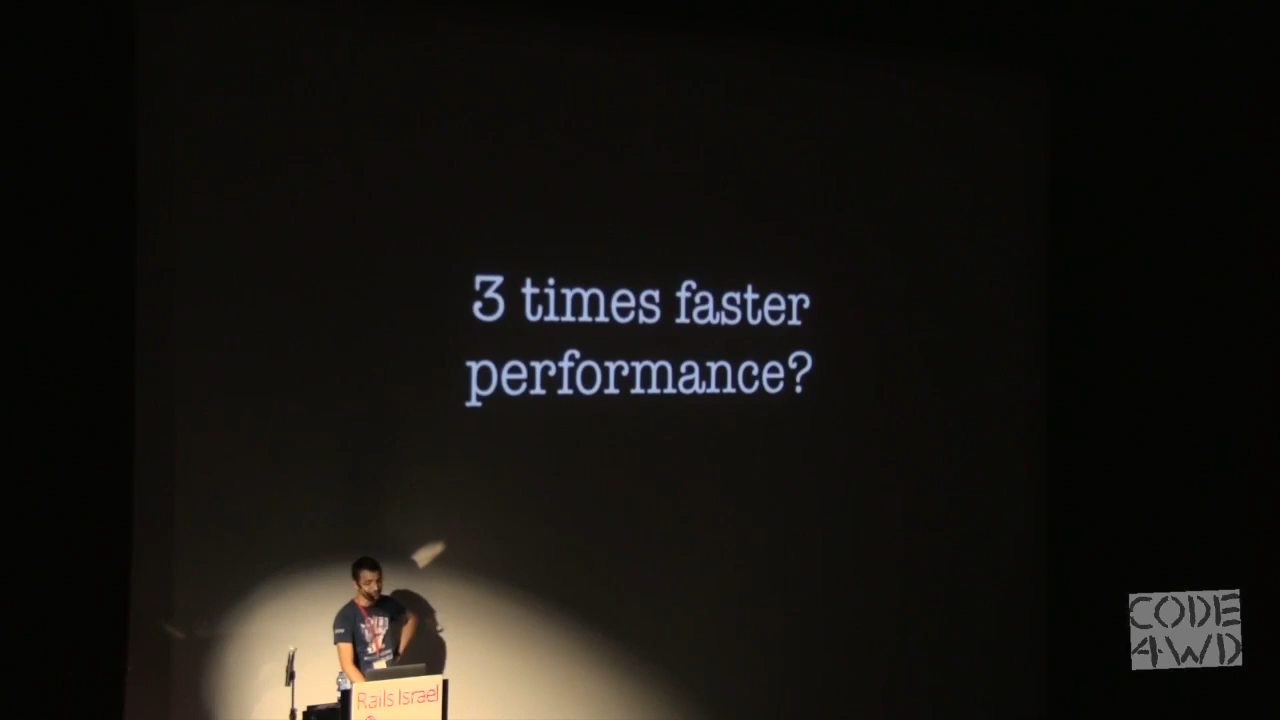 3 times faster
performance?
Rails Israel
CODE
4WD